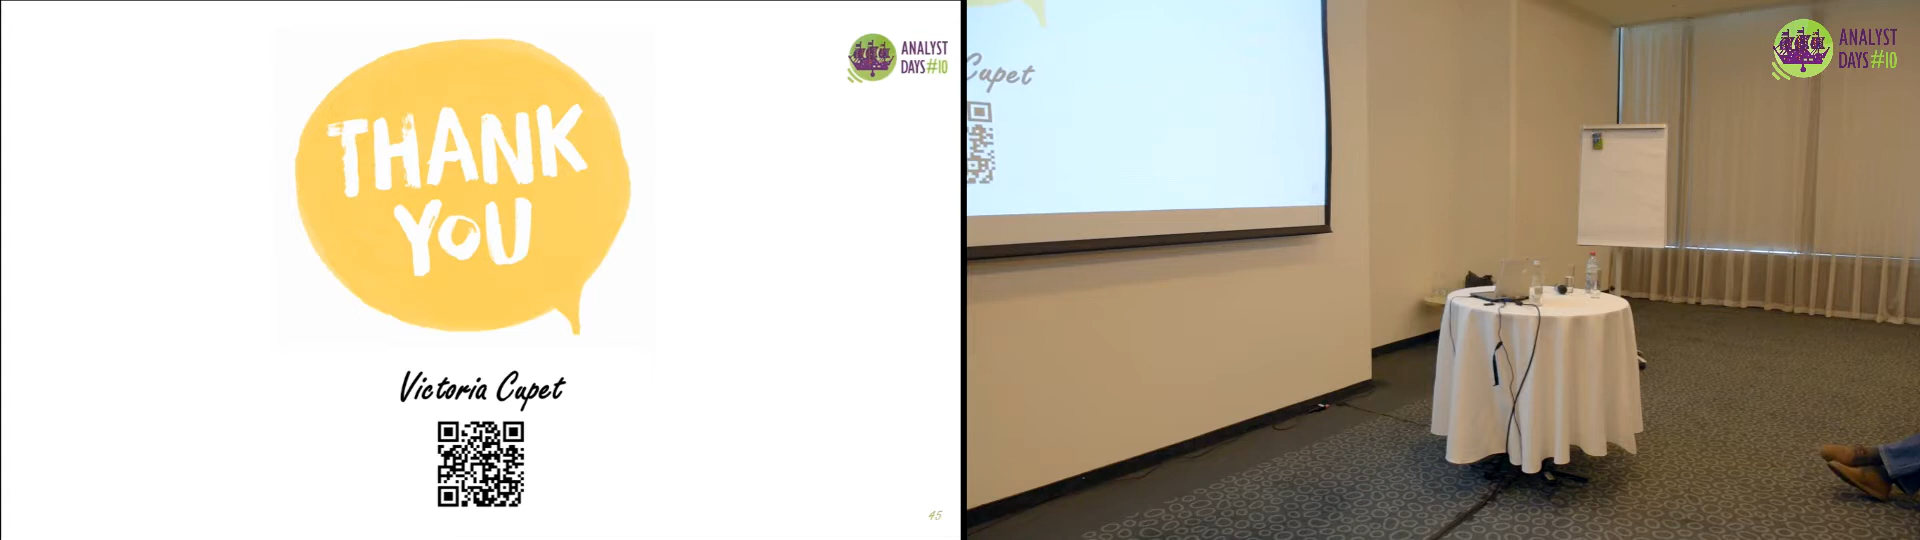 THANK
YOU
Victoria Cupet
45
ANALYST
DAYS#10
Cupet
ANALYST
DAYS#10